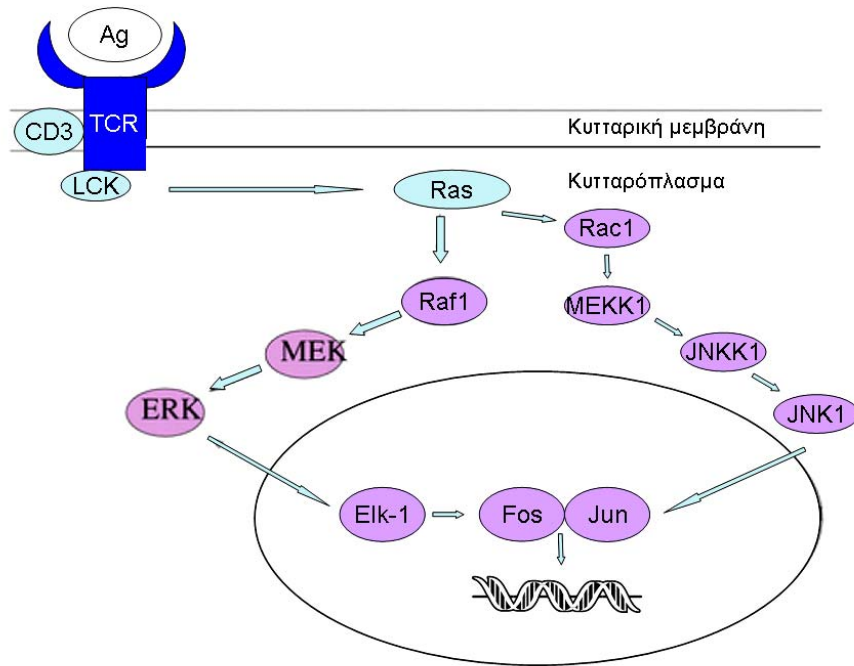 Ag
CD3
TCR
Κυτταρική μεμβράνη
LCK
Ras
Κυτταρόπλασμα
Rac1
Raf1
MEKK1
MEK
JNKK1
ERK
JNK1
Elk-1
Fos
Jun